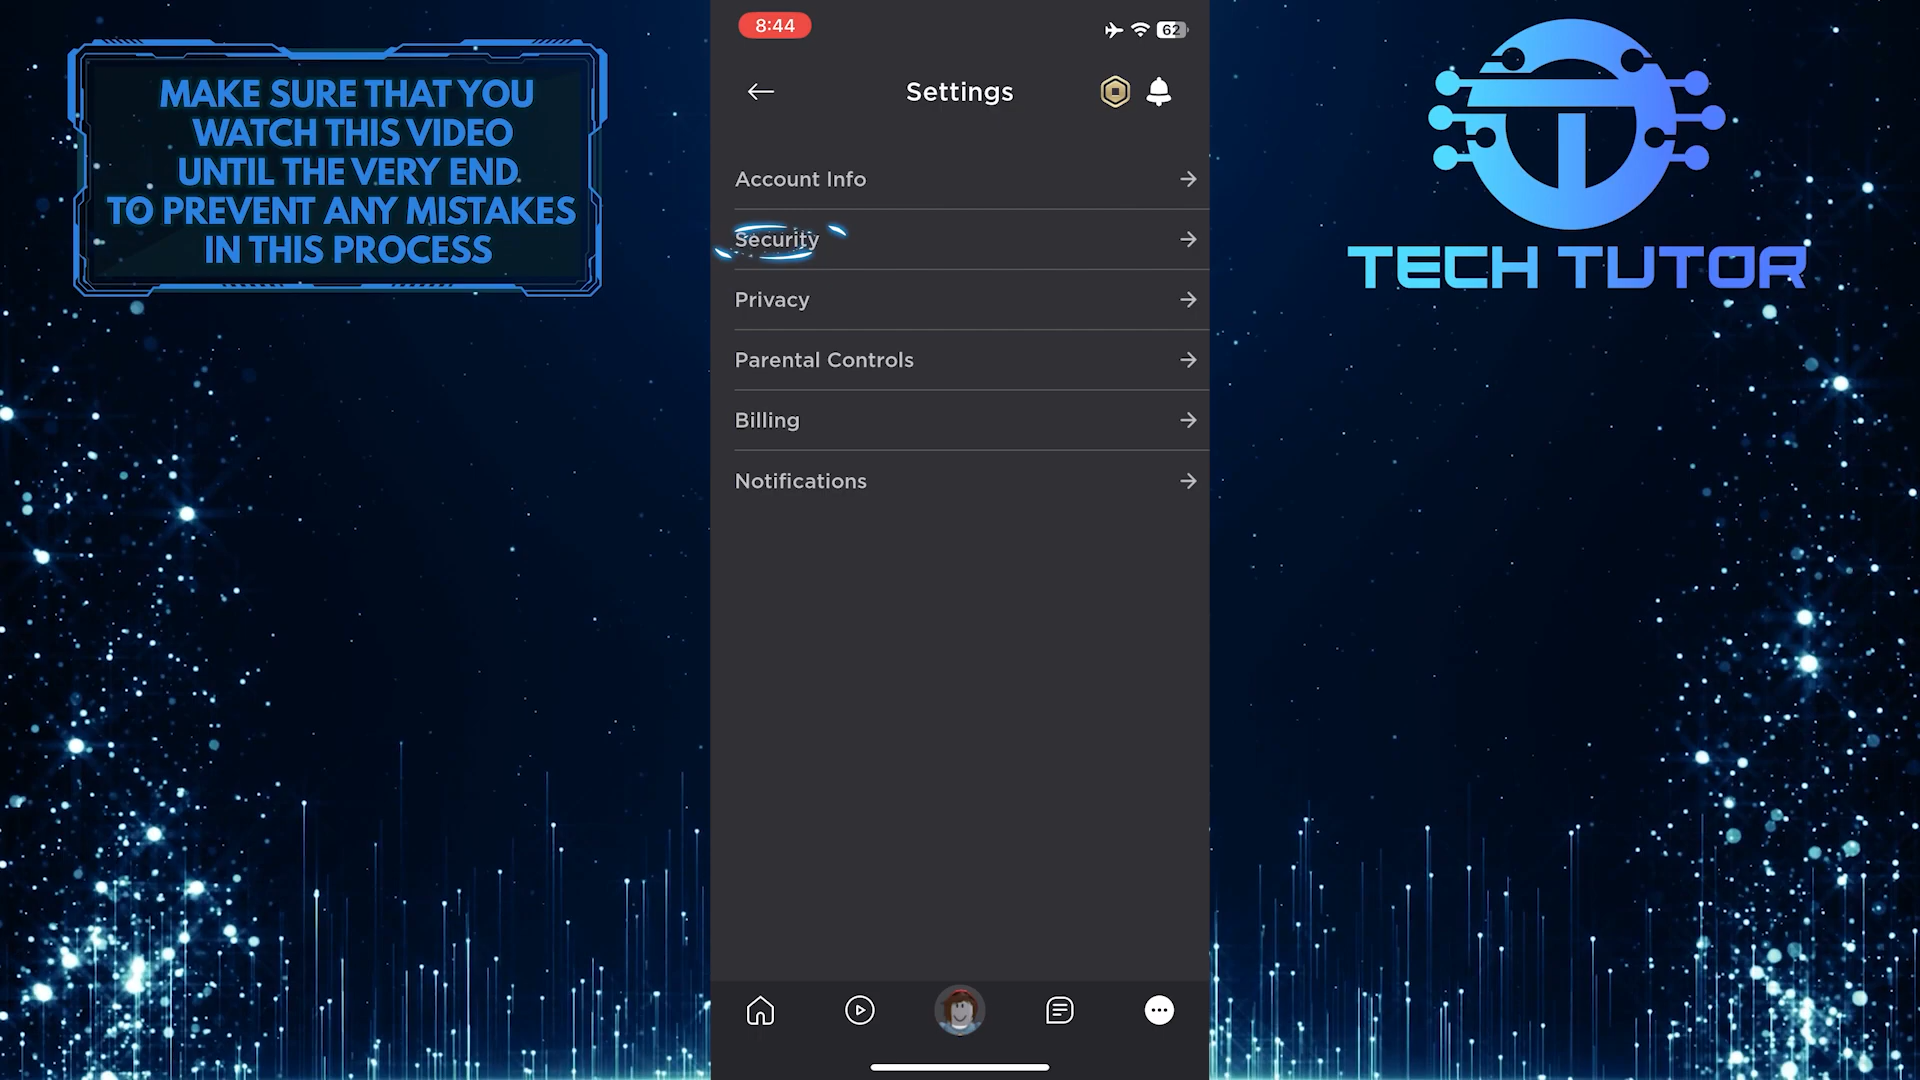 MAKE SURE THAT YOU
WATCH THIS VIDEO
UNTIL THE VERY END
TO PREVENT ANY MISTAKES
IN THIS PROCESS
8:44
62
Settings
Account Info
Security
Privacy
Parental Controls
Billing
Notifications
TECH TUTOR